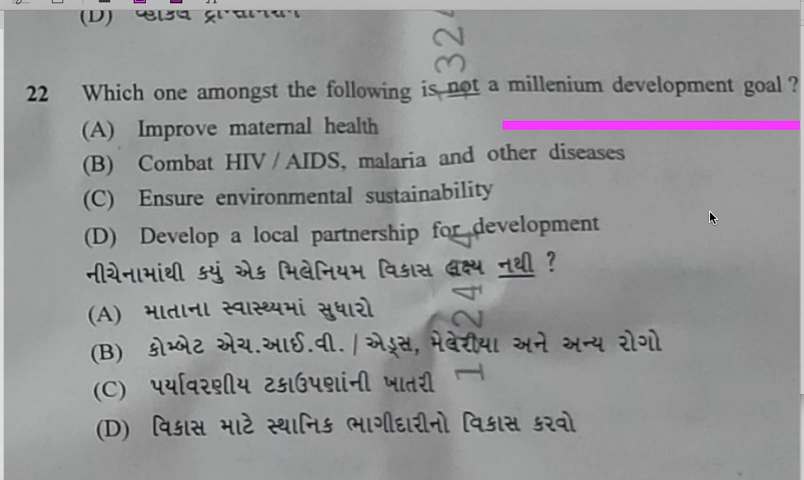 (D)
22 Which one amongst the following is not a millenium development goal ?
(A) Improve maternal health
(B) Combat HIV / AIDS, malaria and other diseases
(C) Ensure environmental sustainability
(D) Develop a local partnership for development
નીચેનામાંથી કયું એક મિલેનિયમ વિકાસ લક્ષ્ય નથી ?
(A) માતાના સ્વાસ્થ્યમાં સુધારો
(B) કોમ્બેટ એચ.આઈ.વી. / એડ્સ, મેલેરીયા અને અન્ય રોગો
(C) પર્યાવરણીય ટકાઉપણાંની ખાતરી
(D) વિકાસ માટે સ્થાનિક ભાગીદારીનો વિકાસ કરવો